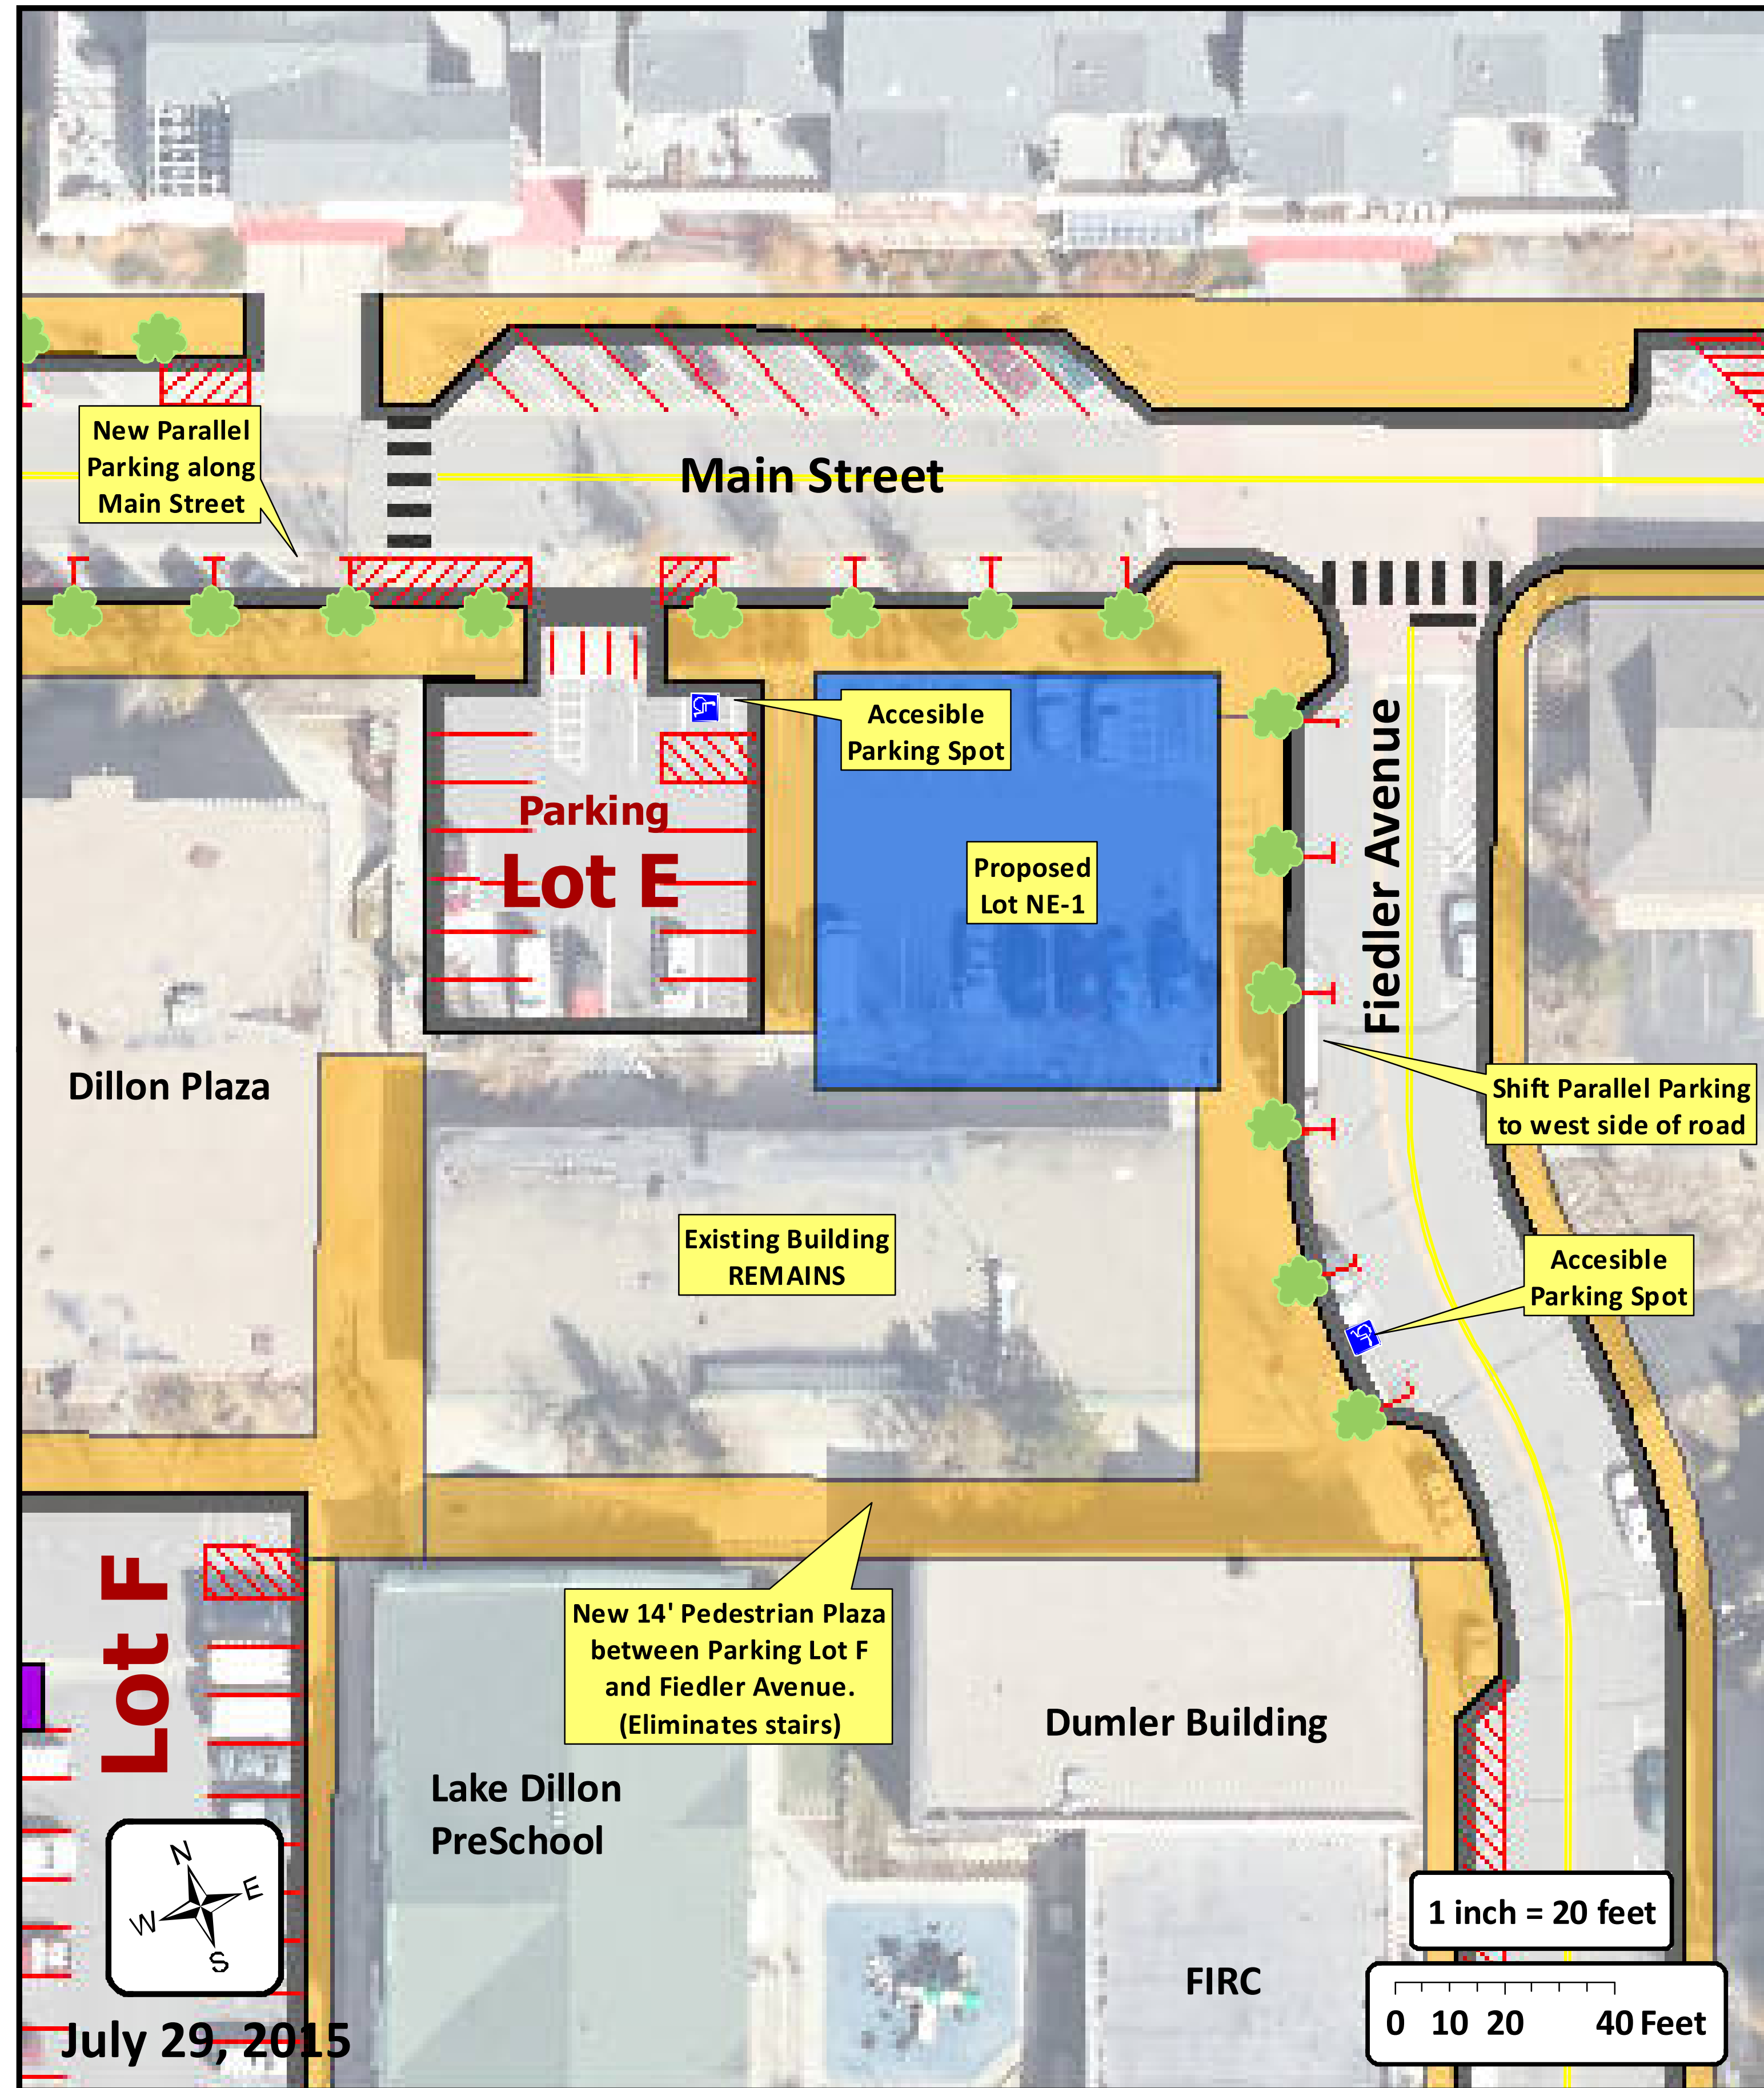 New Parallel
Parking along
Main Street
Main Street
Accesible
Parking Spot
Parking
Lot E
Proposed
Lot NE-1
Fiedler Avenue
Dillon Plaza
Shift Parallel Parking
to west side of road
Existing Building
REMAINS
Accesible
Parking Spot
Lot F
New 14' Pedestrian Plaza
between Parking Lot F
and Fiedler Avenue.
(Eliminates stairs)
Dumler Building
Lake Dillon
PreSchool
N
E
W
S
1 inch = 20 feet
FIRC
0 10 20 40 Feet
July 29, 2015